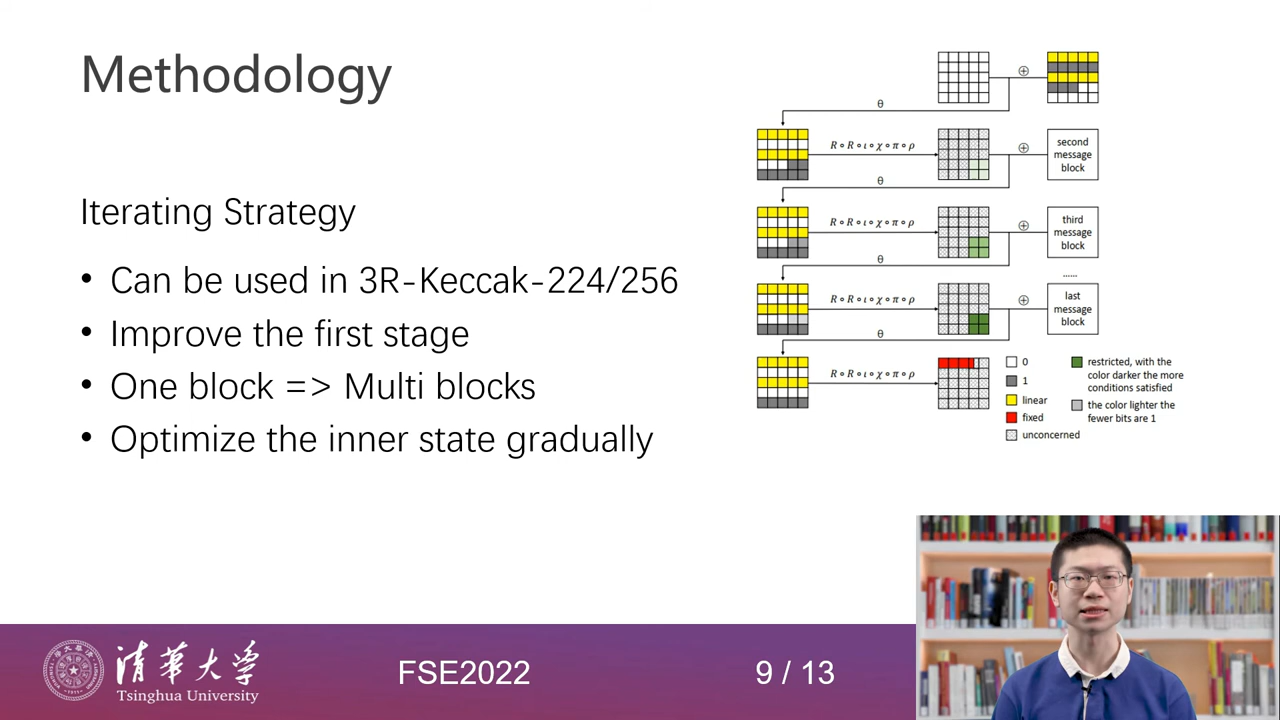 Methodology
Iterating Strategy
• Can be used in 3R-Keccak-224/256
• Improve the first stage
• One block => Multi blocks
• Optimize the inner state gradually
⊕
θ
R∘R∘ι∘χ∘π∘ρ
⊕
second message block
θ
R∘R∘ι∘χ∘π∘ρ
⊕
third message block
θ
......
R∘R∘ι∘χ∘π∘ρ
⊕
last message block
θ
R∘R∘ι∘χ∘π∘ρ
0
1
linear
fixed
unconcerned
restricted, with the
color darker the more
conditions satisfied
the color lighter the
fewer bits are 1
清华大学
Tsinghua University
FSE2022
9 / 13